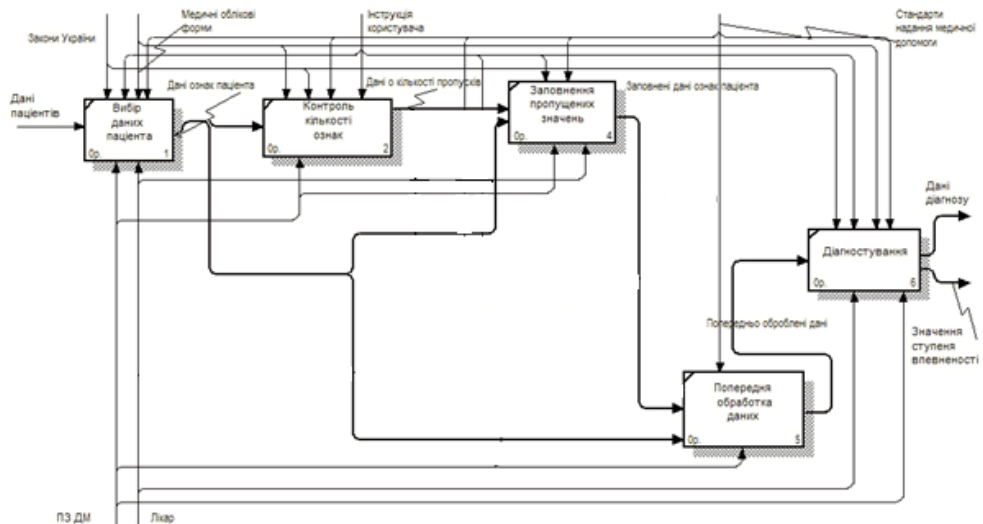 Медичні облікові
форми
Інструкція
користувача
Стандарти
надання медичної
допомоги
Закони України
Дані
пацієнтів
Дані ознак пацієнта
Дані о кількості пропусків
Заповнені дані ознак пацієнта
Вибір
даних
пацієнта
0р.
1
Контроль
кількості
ознак
0р.
2
Заповнення
пропущених
значень
0р.
4
Дані
діагнозу
Діагностування
0р.
6
Попередньо оброблені дані
Значення
ступеня
впевненості
Попередня
обработка
даних
0р.
5
ПЗ ДМ
Лікар